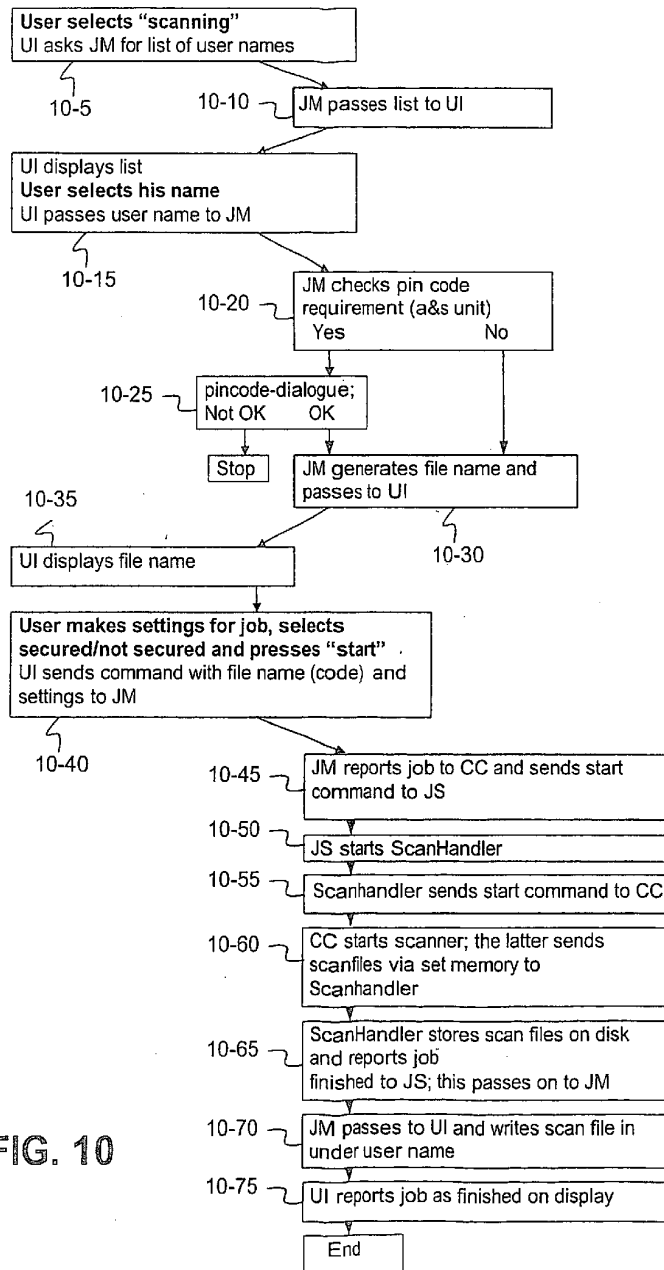 User selects “scanning”
UI asks JM for list of user names
10-5
10-10
JM passes list to UI
UI displays list
User selects his name
UI passes user name to JM
10-15
10-20
JM checks pin code
requirement (a&s unit)
Yes No
10-25
pincode-dialogue;
Not OK OK
Stop
JM generates file name and
passes to UI
10-30
10-35
UI displays file name
User makes settings for job, selects
secured/not secured and presses “start”
UI sends command with file name (code) and
settings to JM
10-40
10-45
JM reports job to CC and sends start
command to JS
10-50
JS starts ScanHandler
10-55
Scanhandler sends start command to CC
10-60
CC starts scanner; the latter sends
scanfiles via set memory to
Scanhandler
10-65
ScanHandler stores scan files on disk
and reports job
finished to JS; this passes on to JM
10-70
JM passes to UI and writes scan file in
under user name
10-75
UI reports job as finished on display
End
FIG. 10